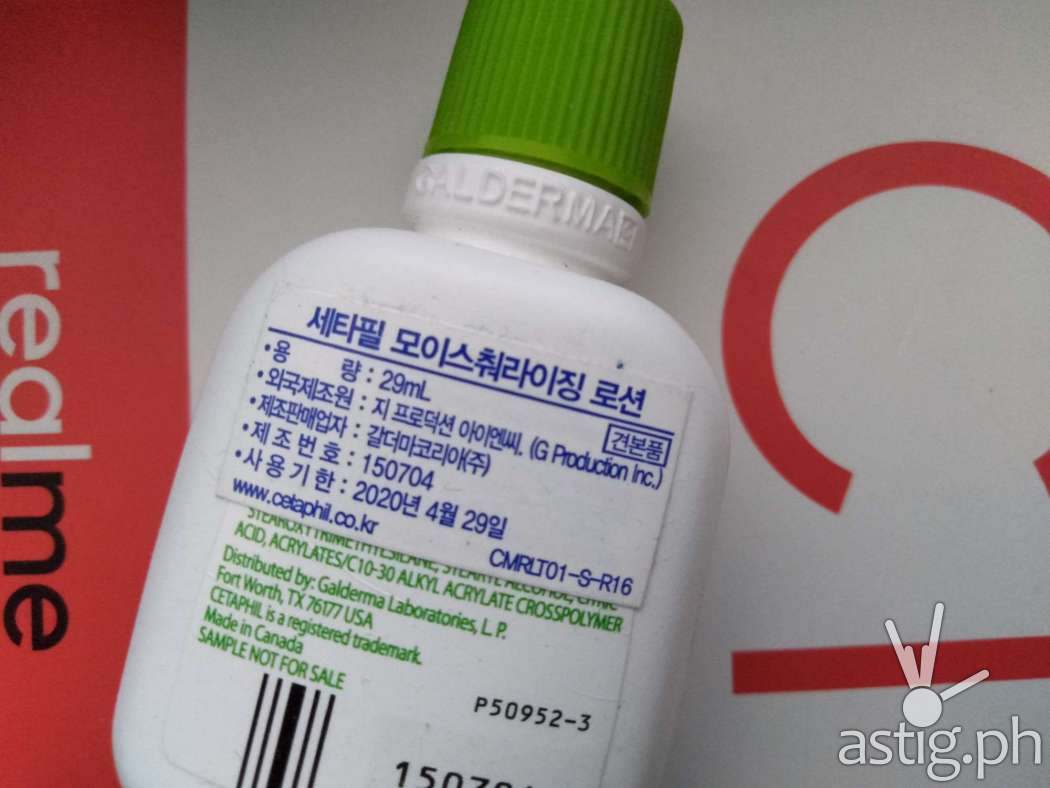 realme
GALDERMA
세타필 모이스춰라이징 로션
견본품
•용 량 : 29mL
•외국제조원 : 지 프로덕션 아이엔씨, (G Production Inc.)
•제조판매업자 : 갈더마코리아(주)
•제 조 번 호 : 150704
•사 용 기 한 : 2020년 4월 29일
www.cetaphil.co.kr
CMRLT01-S-R16
ACID, ACRYLATES/C10-30 ALKYL ACRYLATE CROSSPOLYMER
Distributed by: Galderma Laboratories, L. P.
Fort Worth, TX 76177 USA
CETAPHIL is a registered trademark.
Made in Canada
SAMPLE NOT FOR SALE
P50952-3
astig.ph